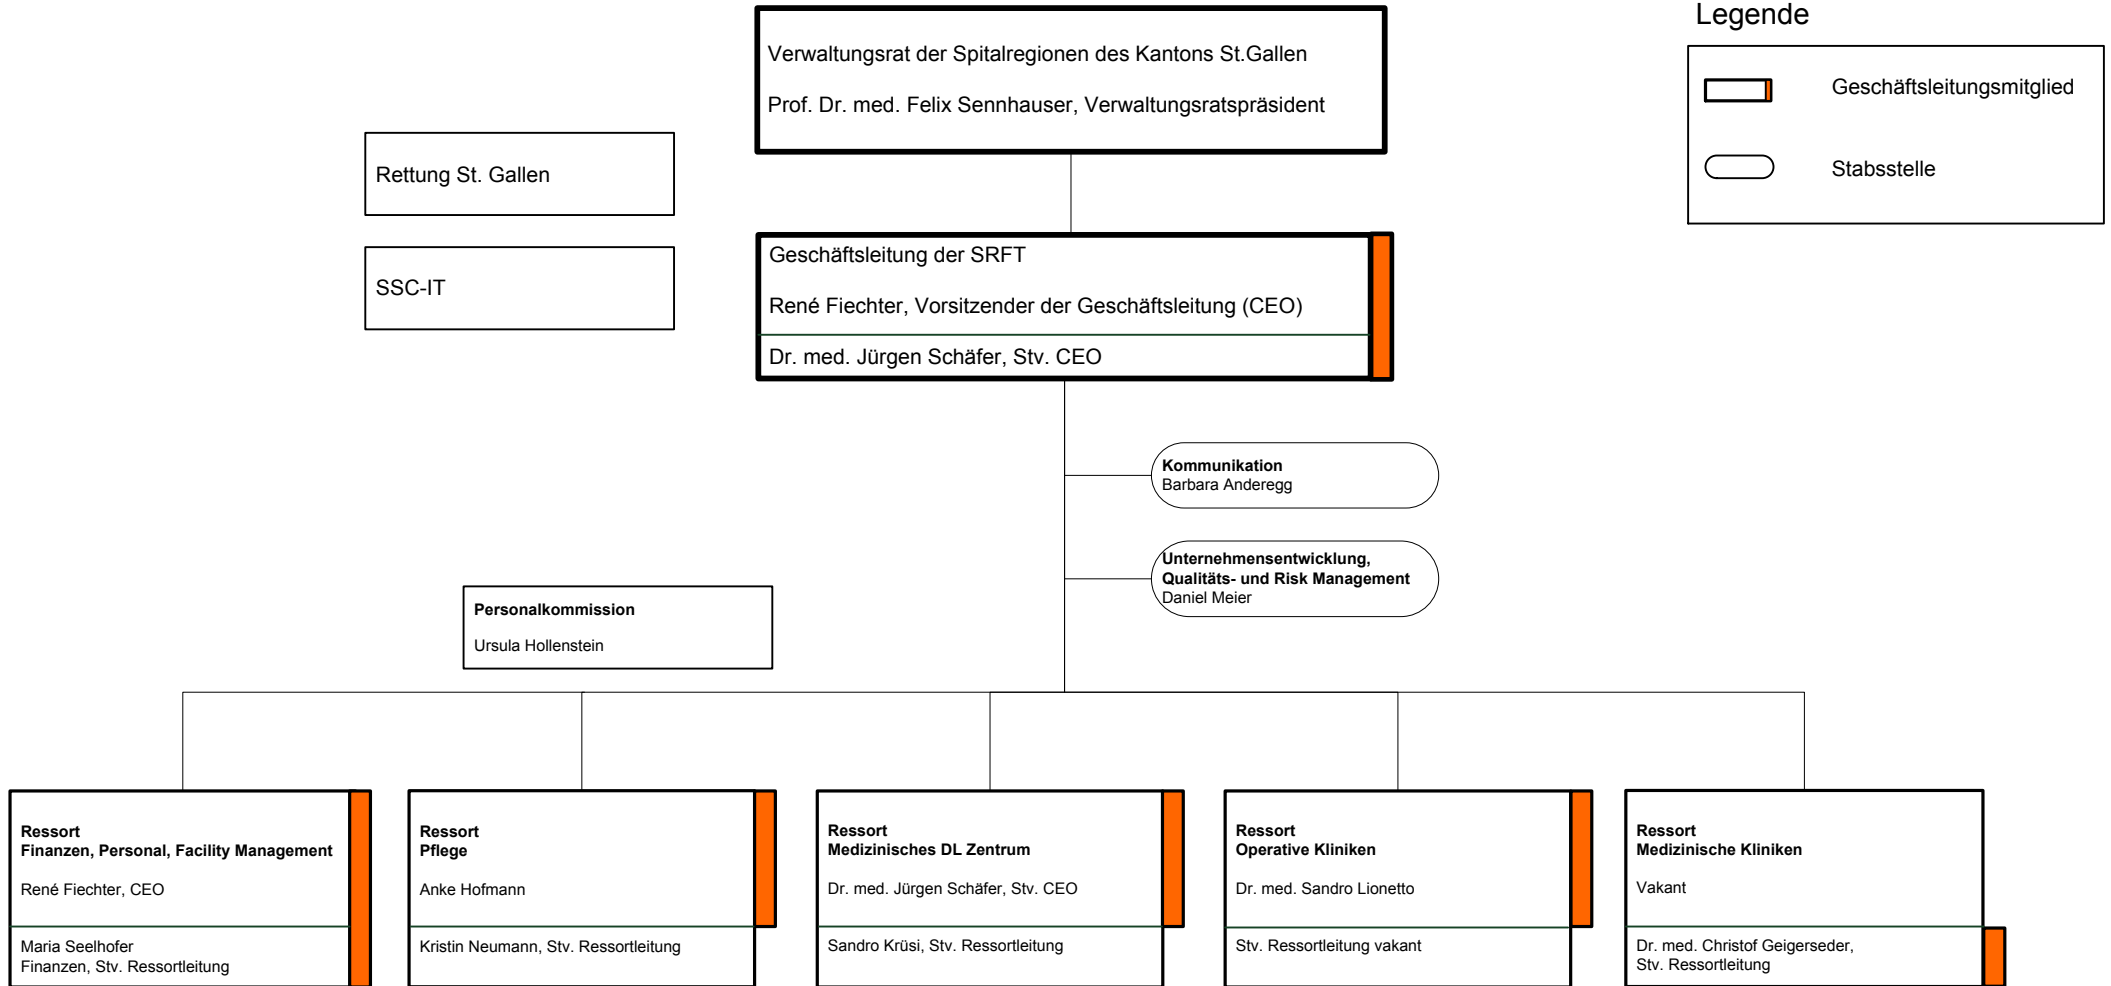 Legende
Geschäftsleitungsmitglied
Stabsstelle
Verwaltungsrat der Spitalregionen des Kantons St.Gallen
Prof. Dr. med. Felix Sennhauser, Verwaltungsratspräsident
Rettung St. Gallen
SSC-IT
Geschäftsleitung der SRFT
René Fiechter, Vorsitzender der Geschäftsleitung (CEO)
Dr. med. Jürgen Schäfer, Stv. CEO
Kommunikation
Barbara Anderegg
Unternehmensentwicklung,
Qualitäts- und Risk Management
Daniel Meier
Personalkommission
Ursula Hollenstein
Ressort
Finanzen, Personal, Facility Management
René Fiechter, CEO
Maria Seelhofer
Finanzen, Stv. Ressortleitung
Ressort
Pflege
Anke Hofmann
Kristin Neumann, Stv. Ressortleitung
Ressort
Medizinisches DL Zentrum
Dr. med. Jürgen Schäfer, Stv. CEO
Sandro Krüsi, Stv. Ressortleitung
Ressort
Operative Kliniken
Dr. med. Sandro Lionetto
Stv. Ressortleitung vakant
Ressort
Medizinische Kliniken
Vakant
Dr. med. Christof Geigerseder,
Stv. Ressortleitung